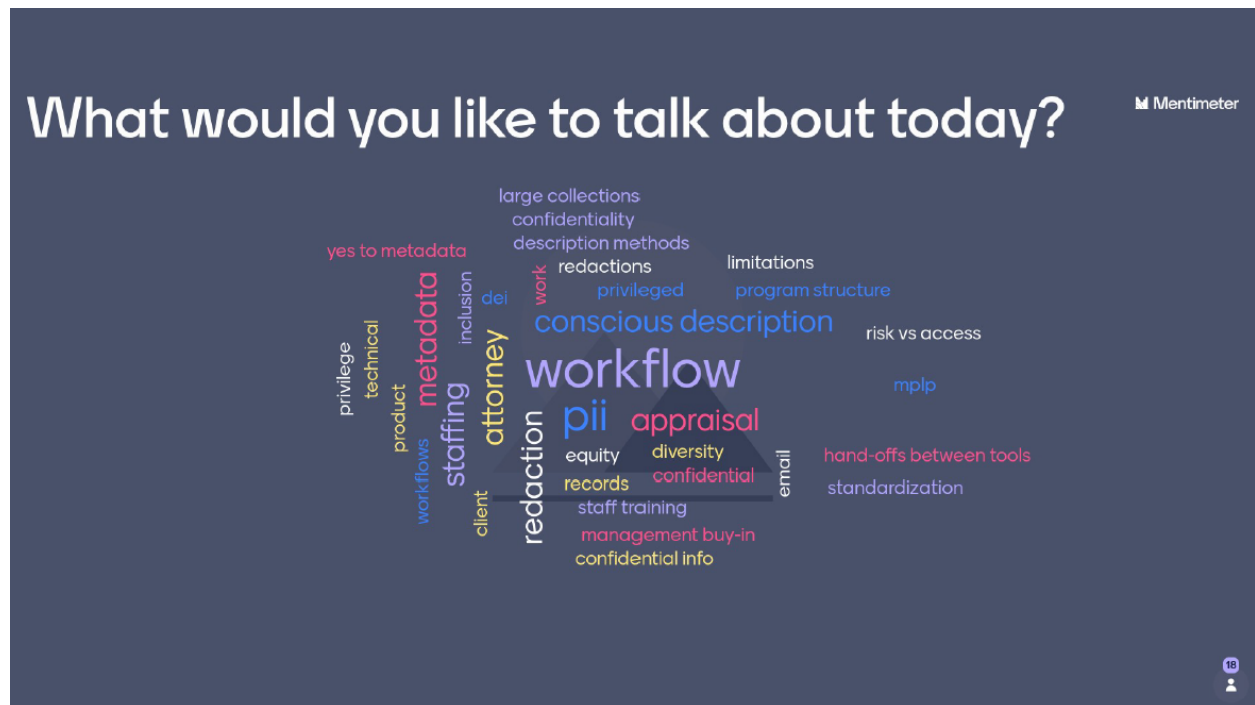 What would you like to talk about today?
Mentimeter
large collections
confidentiality
description methods
yes to metadata
redactions
limitations
work
privileged
program structure
inclusion
dei
metadata
conscious description
risk vs access
privilege
technical
attorney
workflow
mplp
product
staffing
pii
appraisal
redaction
equity
diversity
email
hand-offs between tools
workflows
records
confidential
standardization
client
staff training
management buy-in
confidential info
18